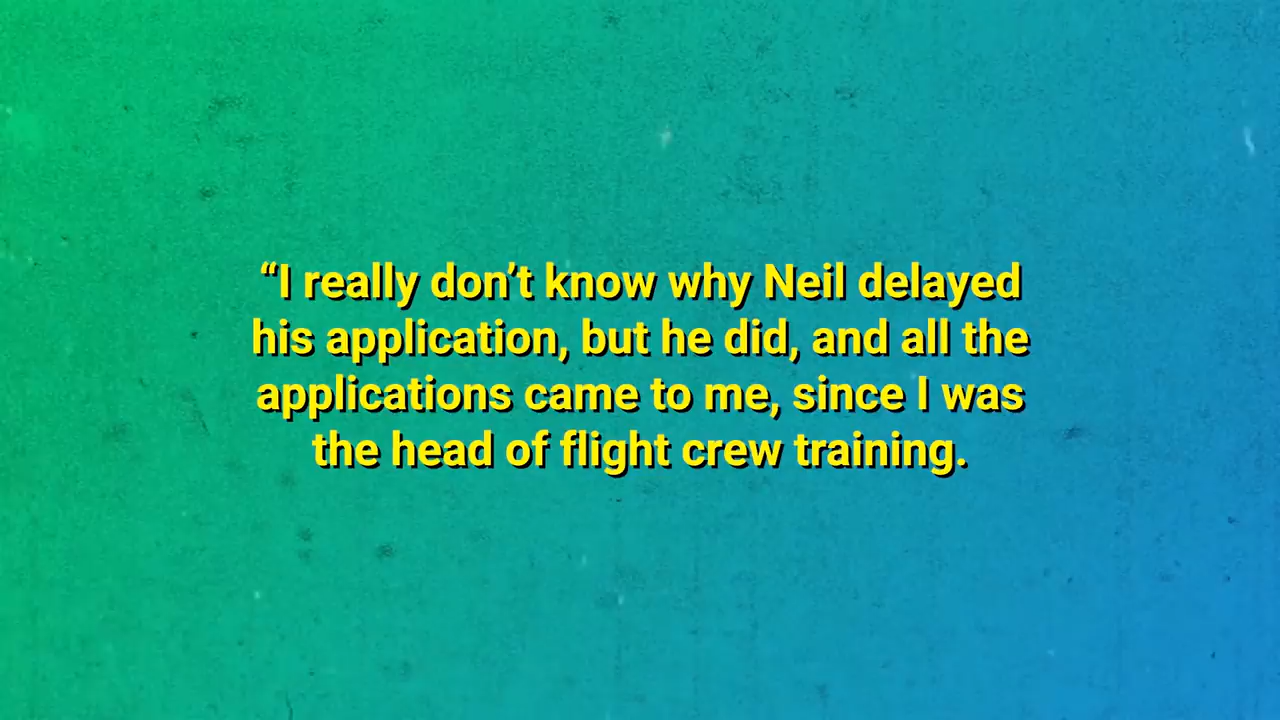 “I really don’t know why Neil delayed
his application, but he did, and all the
applications came to me, since I was
the head of flight crew training.